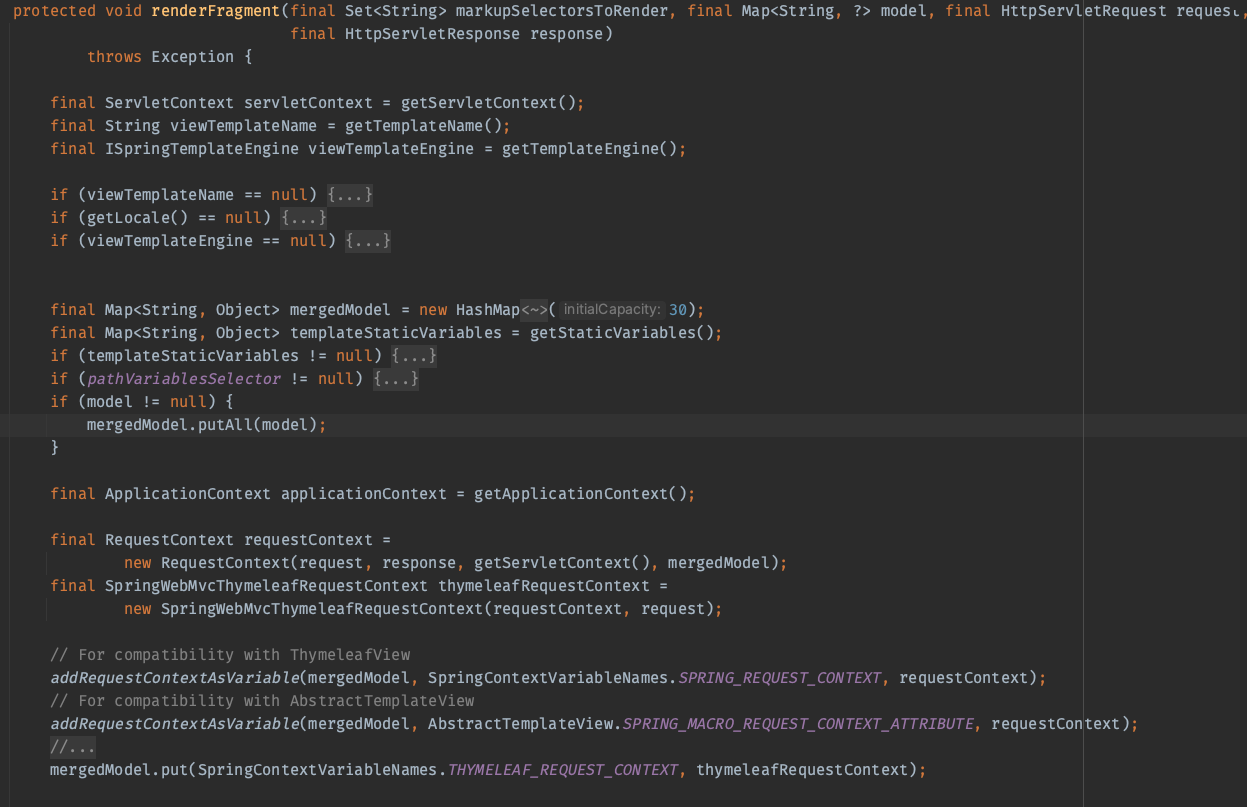 protected void renderFragment(final Set<String> markupSelectorsToRender, final Map<String, ?> model, final HttpServletRequest request,
final HttpServletResponse response)
throws Exception {
final ServletContext servletContext = getServletContext();
final String viewTemplateName = getTemplateName();
final ISpringTemplateEngine viewTemplateEngine = getTemplateEngine();
if (viewTemplateName == null) {...}
if (getLocale() == null) {...}
if (viewTemplateEngine == null) {...}
final Map<String, Object> mergedModel = new HashMap<~>( initialCapacity: 30);
final Map<String, Object> templateStaticVariables = getStaticVariables();
if (templateStaticVariables != null) {...}
if (pathVariablesSelector != null) {...}
if (model != null) {
mergedModel.putAll(model);
}
final ApplicationContext applicationContext = getApplicationContext();
final RequestContext requestContext =
new RequestContext(request, response, getServletContext(), mergedModel);
final SpringWebMvcThymeleafRequestContext thymeleafRequestContext =
new SpringWebMvcThymeleafRequestContext(requestContext, request);
// For compatibility with ThymeleafView
addRequestContextAsVariable(mergedModel, SpringContextVariableNames.SPRING_REQUEST_CONTEXT, requestContext);
// For compatibility with AbstractTemplateView
addRequestContextAsVariable(mergedModel, AbstractTemplateView.SPRING_MACRO_REQUEST_CONTEXT_ATTRIBUTE, requestContext);
//...
mergedModel.put(SpringContextVariableNames.THYMELEAF_REQUEST_CONTEXT, thymeleafRequestContext);